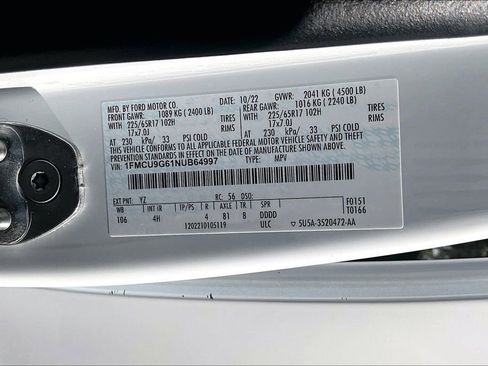 MFD. BY FORD MOTOR CO. 10/22 GVWR: 2041 KG ( 4500 LB)
FRONT GAWR: 1089 KG ( 2400 LB) REAR GAWR: 1016 KG ( 2240 LB)
WITH 225/65R17 102H TIRES WITH 225/65R17 102H TIRES
17x7.0J RIMS 17x7.0J RIMS
AT 230 kPa/ 33 PSI COLD AT 230 kPa/ 33 PSI COLD
THIS VEHICLE CONFORMS TO ALL APPLICABLE FEDERAL MOTOR VEHICLE SAFETY AND THEFT PREVENTION STANDARDS IN EFFECT ON THE DATE OF MANUFACTURE SHOWN ABOVE.
VIN: 1FMCU9G61NUB64997 TYPE: MPV
EXT PNT: YZ RC: 56 DSO: F0151
WB INT IR TP/PS R AXLE TR SPR T0166
106 4H 4 81 8 DDDD
1202210105119 ULC 5U5A-3520472-AA